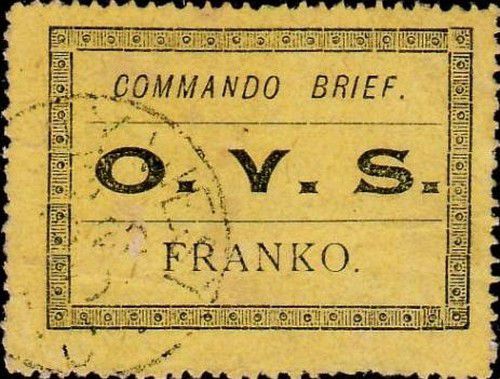 COMMANDO BRIEF.
O. V. S.
FRANKO.